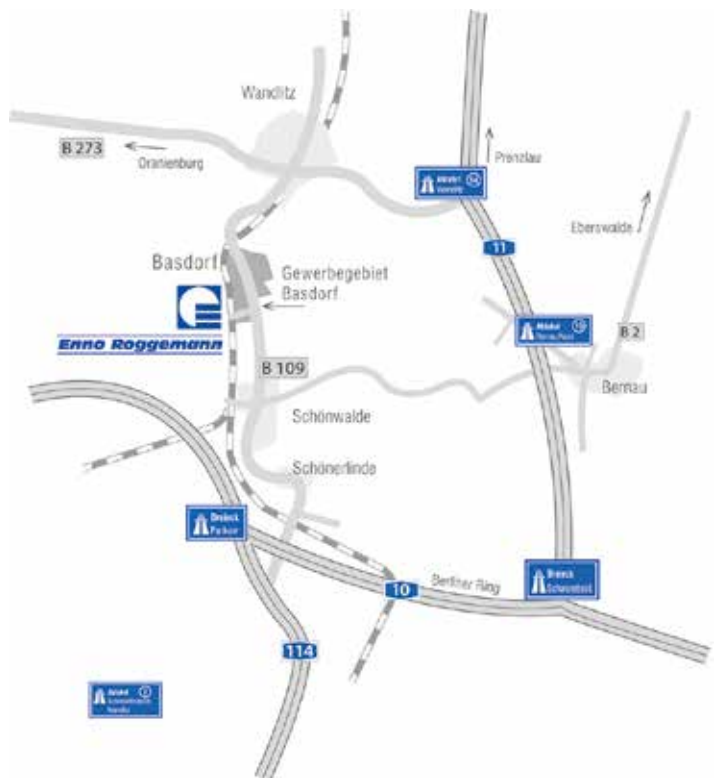 Wandlitz
B 273
Oranienburg
Prenzlau
Eberswalde
11
Basdorf
Gewerbegebiet
Basdorf
Enno Roggemann
B 2
B 109
Bernau
Schönwalde
Schönerlinde
Dreieck
Berliner Ring
10
Dreieck
114